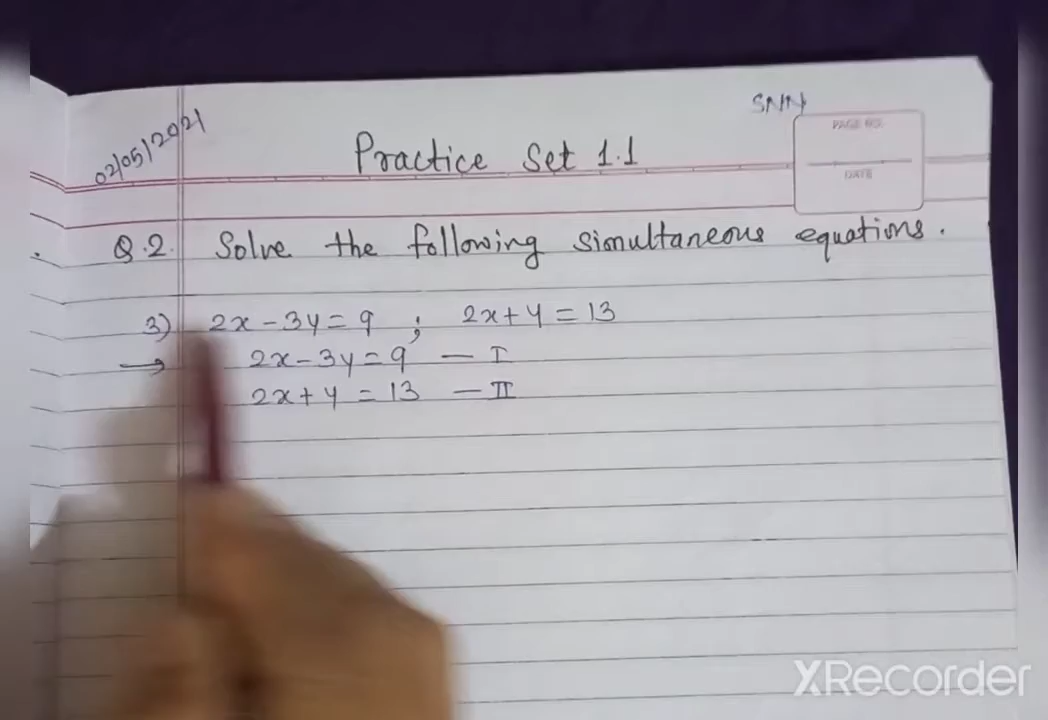 SNN
02/05/2021
PAGE NO.
Practice Set 1.1
DATE
Q.2. Solve the following simultaneous equations.
3) 2x - 3y = 9 ; 2x + y = 13
→ 2x - 3y = 9 — I
2x + y = 13 — II
XRecorder